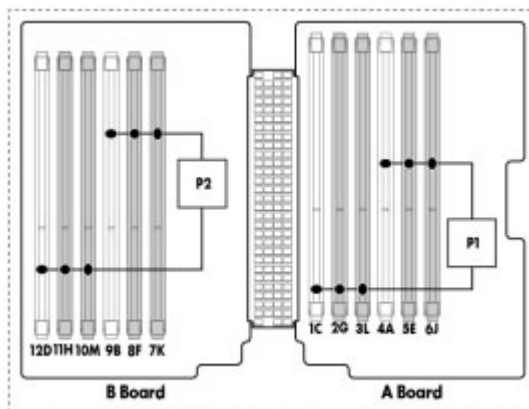 P2
P1
12D 11H 10M 9B 8F 7K
1C 2G 3L 4A 5E 6J
B Board
A Board